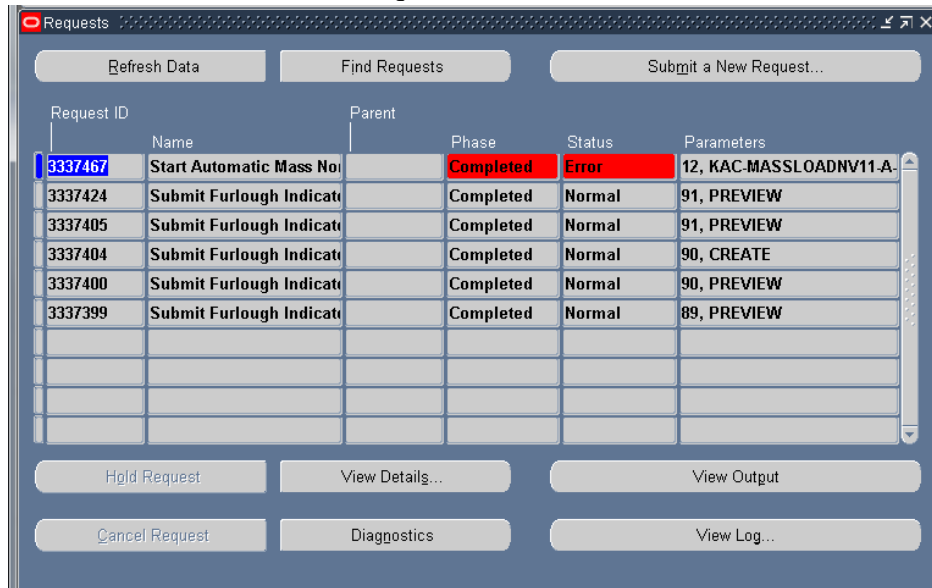 Requests
Refresh Data Find Requests Submit a New Request...
Request ID Parent
Name Phase Status Parameters
3337467 Start Automatic Mass No Completed Error 12, KAC-MASSLOADNV11-A-
3337424 Submit Furlough Indicat Completed Normal 91, PREVIEW
3337405 Submit Furlough Indicat Completed Normal 91, PREVIEW
3337404 Submit Furlough Indicat Completed Normal 90, CREATE
3337400 Submit Furlough Indicat Completed Normal 90, PREVIEW
3337399 Submit Furlough Indicat Completed Normal 89, PREVIEW
Hold Request View Details... View Output
Cancel Request Diagnostics View Log...